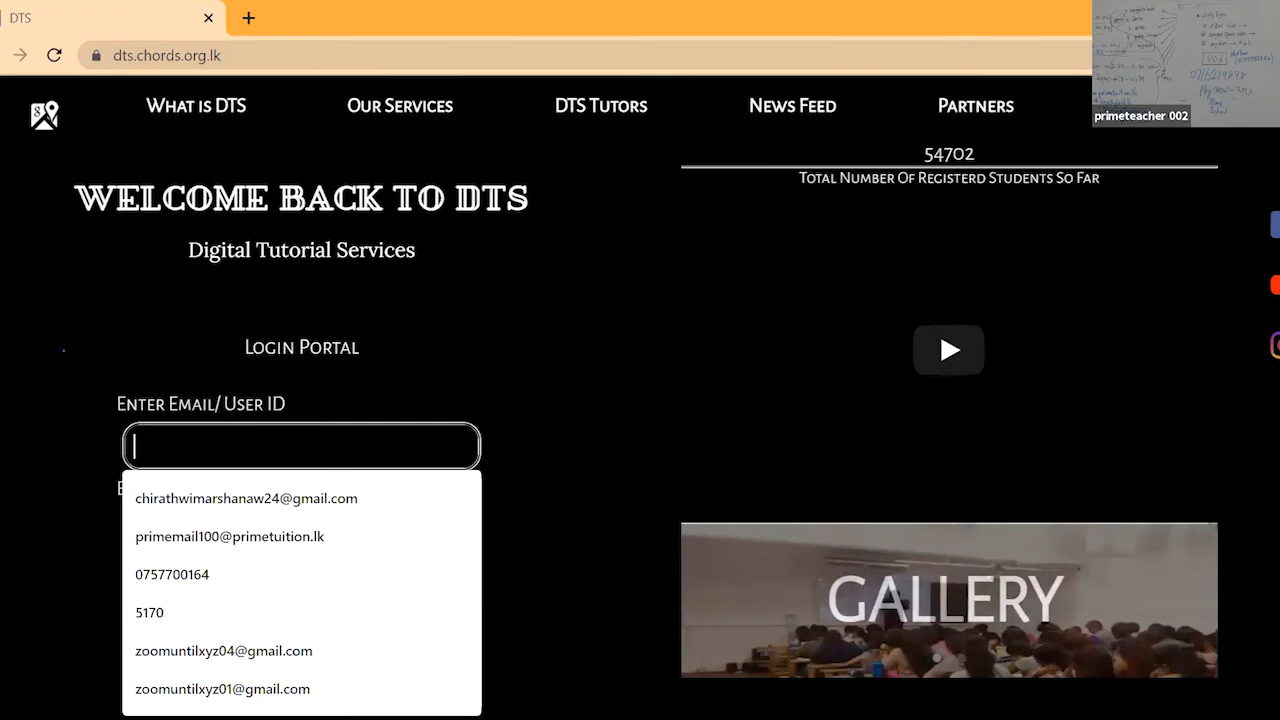 DTS
dts.chords.org.lk
What is DTS
Our Services
DTS Tutors
News Feed
Partners
primeteacher 002
54702
Total Number Of Registerd Students So Far
WELCOME BACK TO DTS
Digital Tutorial Services
Login Portal
Enter Email/ User ID
chirathwimarshanaw24@gmail.com
primemail100@primetuition.lk
0757700164
5170
zoomuntilxyz04@gmail.com
zoomuntilxyz01@gmail.com
GALLERY